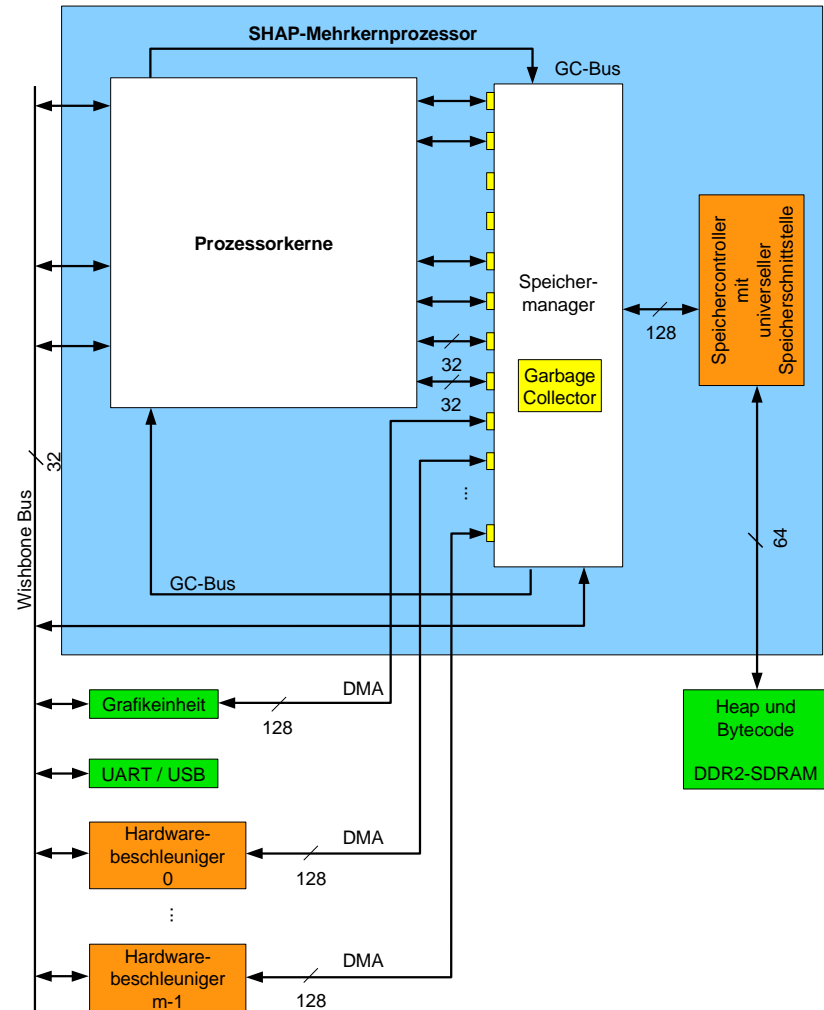 SHAP-Mehrkernprozessor
GC-Bus
Prozessorkerne
Speicher-
manager
Garbage
Collector
Speichercontroller
mit
universeller
Speicherschnittstelle
128
32
32
32
Wishbone Bus
...
64
GC-Bus
Grafikeinheit
DMA
128
Heap und
Bytecode
DDR2-SDRAM
UART / USB
Hardware-
beschleuniger
0
DMA
128
...
Hardware-
beschleuniger
m-1
DMA
128